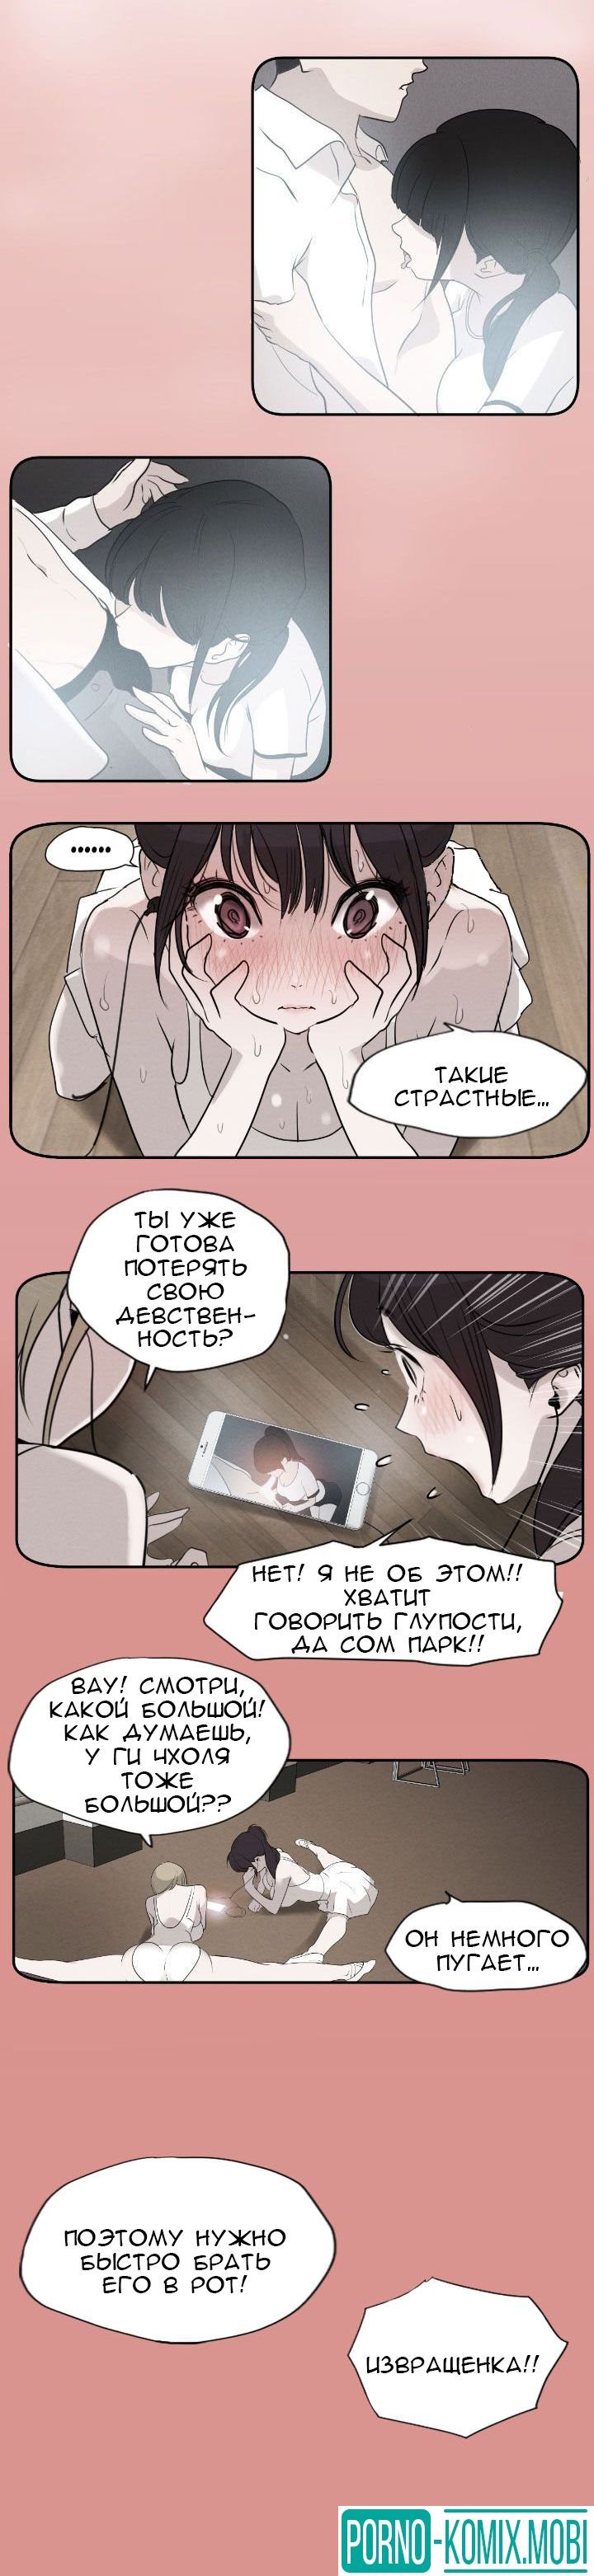 ......
ТАКИЕ
СТРАСТНЫЕ...
ТЫ УЖЕ
ГОТОВА
ПОТЕРЯТЬ
СВОЮ
ДЕВСТВЕН-
НОСТЬ?
НЕТ! Я НЕ ОБ ЭТОМ!!
ХВАТИТ
ГОВОРИТЬ ГЛУПОСТИ,
ДА СОМ ПАРК!!
ВАУ! СМОТРИ,
КАКОЙ БОЛЬШОЙ!
КАК ДУМАЕШЬ,
У ГИ ЧХОЛЯ
ТОЖЕ
БОЛЬШОЙ??
ОН НЕМНОГО
ПУГАЕТ...
ПОЭТОМУ НУЖНО
БЫСТРО БРАТЬ
ЕГО В РОТ!
ИЗВРАЩЕНКА!!
PORNO-KOMIX.MOBI